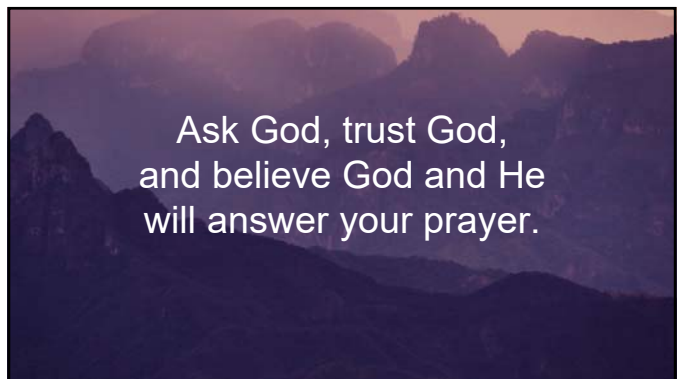 Ask God, trust God,
and believe God and He
will answer your prayer.